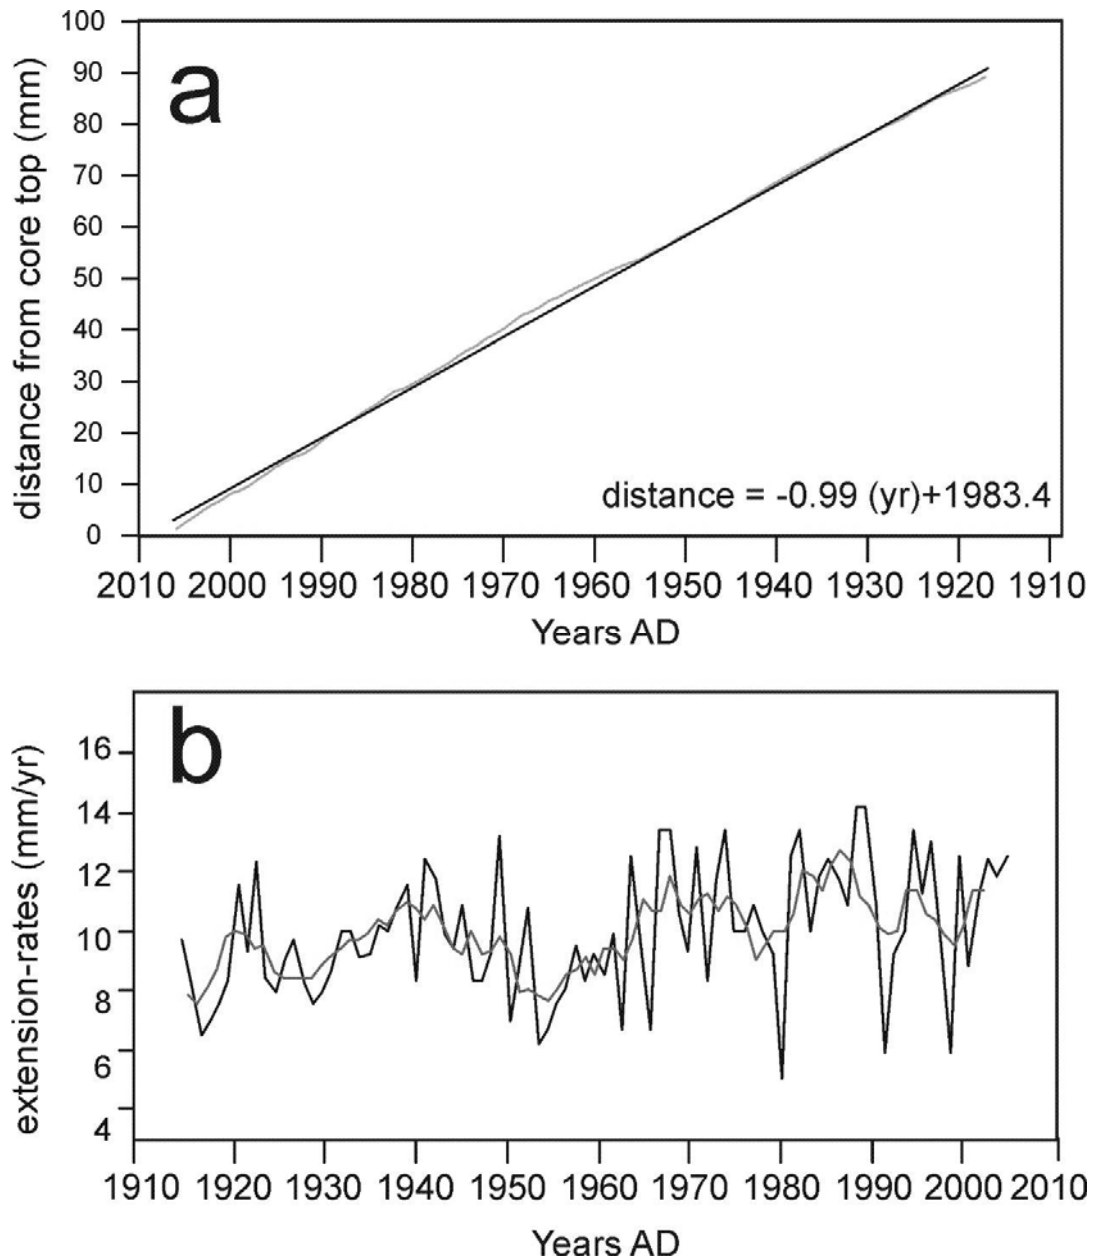 100
a
90
80
70
60
50
40
30
20
10
0
distance from core top (mm)
distance = -0.99 (yr)+1983.4
2010 2000 1990 1980 1970 1960 1950 1940 1930 1920 1910
Years AD
b
16
14
12
10
8
6
4
extension-rates (mm/yr)
1910 1920 1930 1940 1950 1960 1970 1980 1990 2000 2010
Years AD